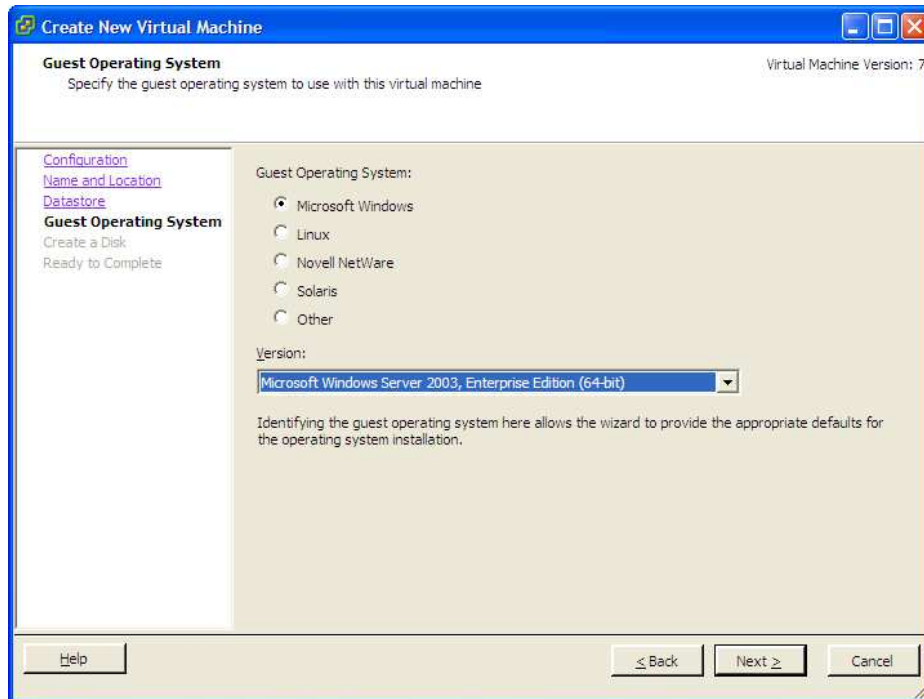 Create New Virtual Machine
Guest Operating System
Specify the guest operating system to use with this virtual machine
Virtual Machine Version: 7
Configuration
Name and Location
Datastore
Guest Operating System
Create a Disk
Ready to Complete
Guest Operating System:
Microsoft Windows
Linux
Novell NetWare
Solaris
Other
Version:
Microsoft Windows Server 2003, Enterprise Edition (64-bit)
Identifying the guest operating system here allows the wizard to provide the appropriate defaults for
the operating system installation.
Help
< Back
Next >
Cancel